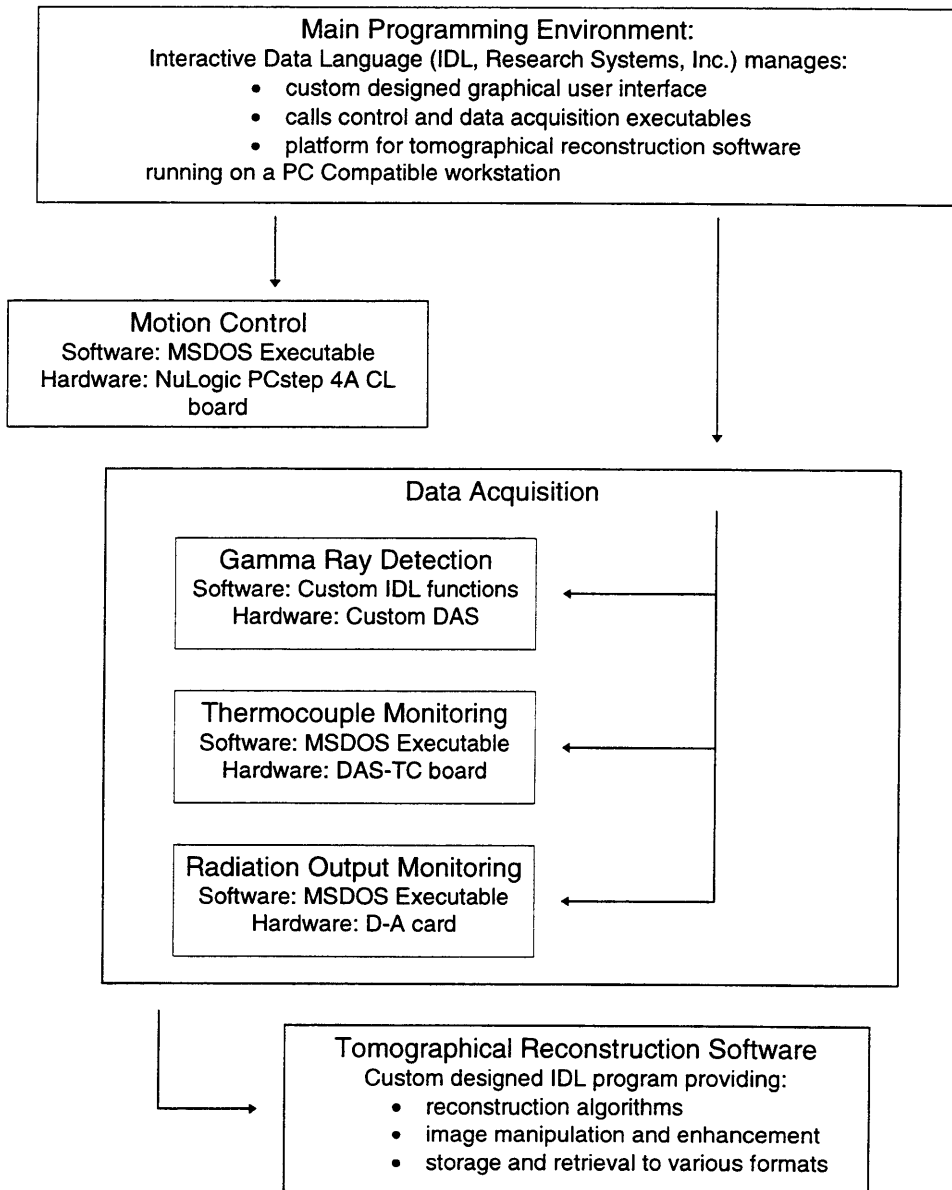 Main Programming Environment:
Interactive Data Language (IDL, Research Systems, Inc.) manages:
• custom designed graphical user interface
• calls control and data acquisition executables
• platform for tomographical reconstruction software
running on a PC Compatible workstation
Motion Control
Software: MSDOS Executable
Hardware: NuLogic PCstep 4A CL
board
Data Acquisition
Gamma Ray Detection
Software: Custom IDL functions
Hardware: Custom DAS
Thermocouple Monitoring
Software: MSDOS Executable
Hardware: DAS-TC board
Radiation Output Monitoring
Software: MSDOS Executable
Hardware: D-A card
Tomographical Reconstruction Software
Custom designed IDL program providing:
• reconstruction algorithms
• image manipulation and enhancement
• storage and retrieval to various formats